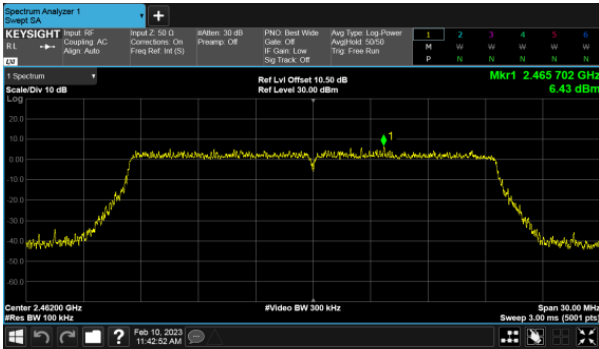 Spectrum Analyzer 1
Swept SA
+
KEYSIGHT
RL
Input: RF
Coupling: AC
Align: Auto
Input Z: 50 Ω
Corrections: On
Freq Ref: Int (S)
#Atten: 30 dB
Preamp: Off
PNO: Best Wide
Gate: Off
IF Gain: Low
Sig Track: Off
Avg Type: Log-Power
Avg|Hold: 50/50
Trig: Free Run
1 2 3 4 5 6
M W W W W W
P N N N N N
1 Spectrum
Scale/Div 10 dB
Ref Lvl Offset 10.50 dB
Ref Level 30.00 dBm
Mkr1 2.465 702 GHz
6.43 dBm
Log
20.0
10.0
0.00
-10.0
-20.0
-30.0
-40.0
-50.0
-60.0
1
Center 2.46200 GHz
#Res BW 100 kHz
#Video BW 300 kHz
Span 30.00 MHz
Sweep 3.00 ms (5001 pts)
?
Feb 10, 2023
11:42:52 AM